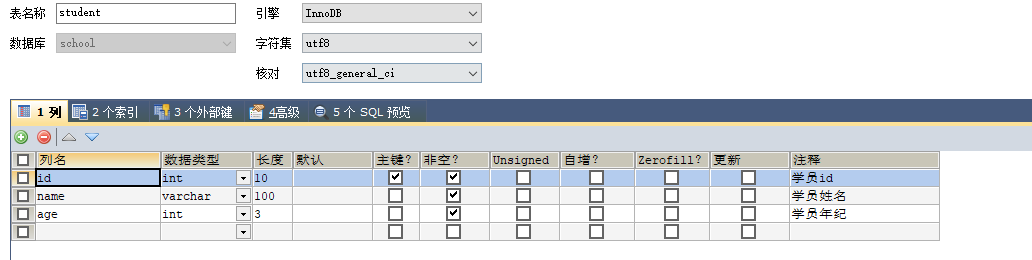 表名称 student 引擎 InnoDB
数据库 school 字符集 utf8
核对 utf8_general_ci
1 列 2 个索引 3 个外部键 4高级 5 个 SQL 预览
列名 数据类型 长度 默认 主键? 非空? Unsigned 自增? Zerofill? 更新 注释
id int 10 学员id
name varchar 100 学员姓名
age int 3 学员年纪